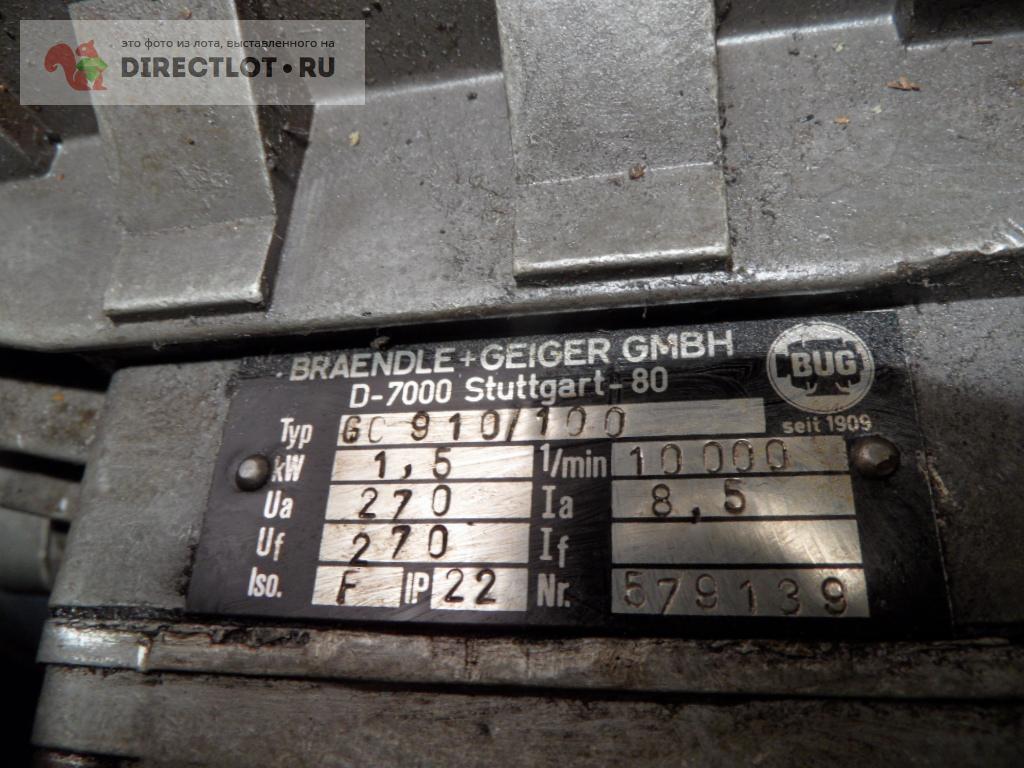 это фото из лота, выставленного на
DIRECTLOT.RU
BRAENDLE+GEIGER GMBH
D-7000 Stuttgart-80
BUG
seit 1909
Typ GC 910/100
kW 1,5 1/min 10 000
Ua 270 Ia 8,5
Uf 270 If
Iso. F IP 22 Nr. 579139